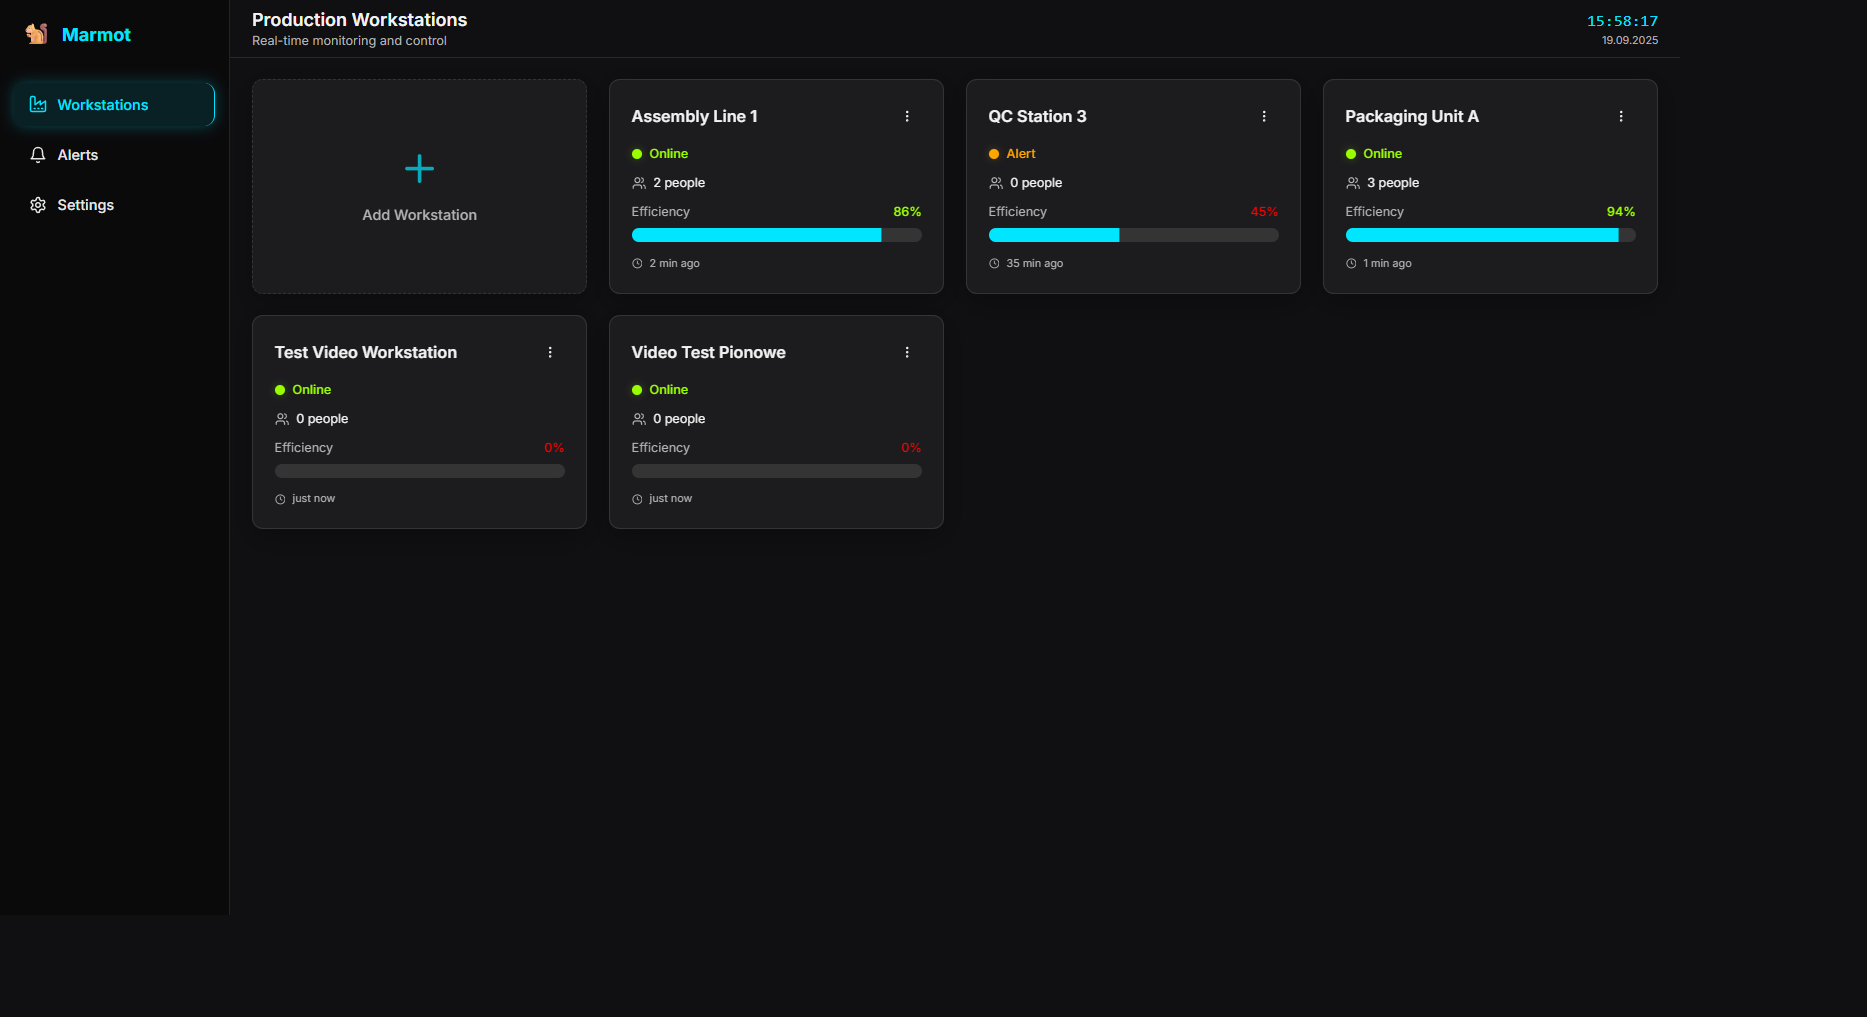 Marmot
Workstations
Alerts
Settings
Production Workstations
Real-time monitoring and control
15:58:17
19.09.2025
Add Workstation
Assembly Line 1
Online
2 people
Efficiency 86%
2 min ago
QC Station 3
Alert
0 people
Efficiency 45%
35 min ago
Packaging Unit A
Online
3 people
Efficiency 94%
1 min ago
Test Video Workstation
Online
0 people
Efficiency 0%
just now
Video Test Pionowe
Online
0 people
Efficiency 0%
just now